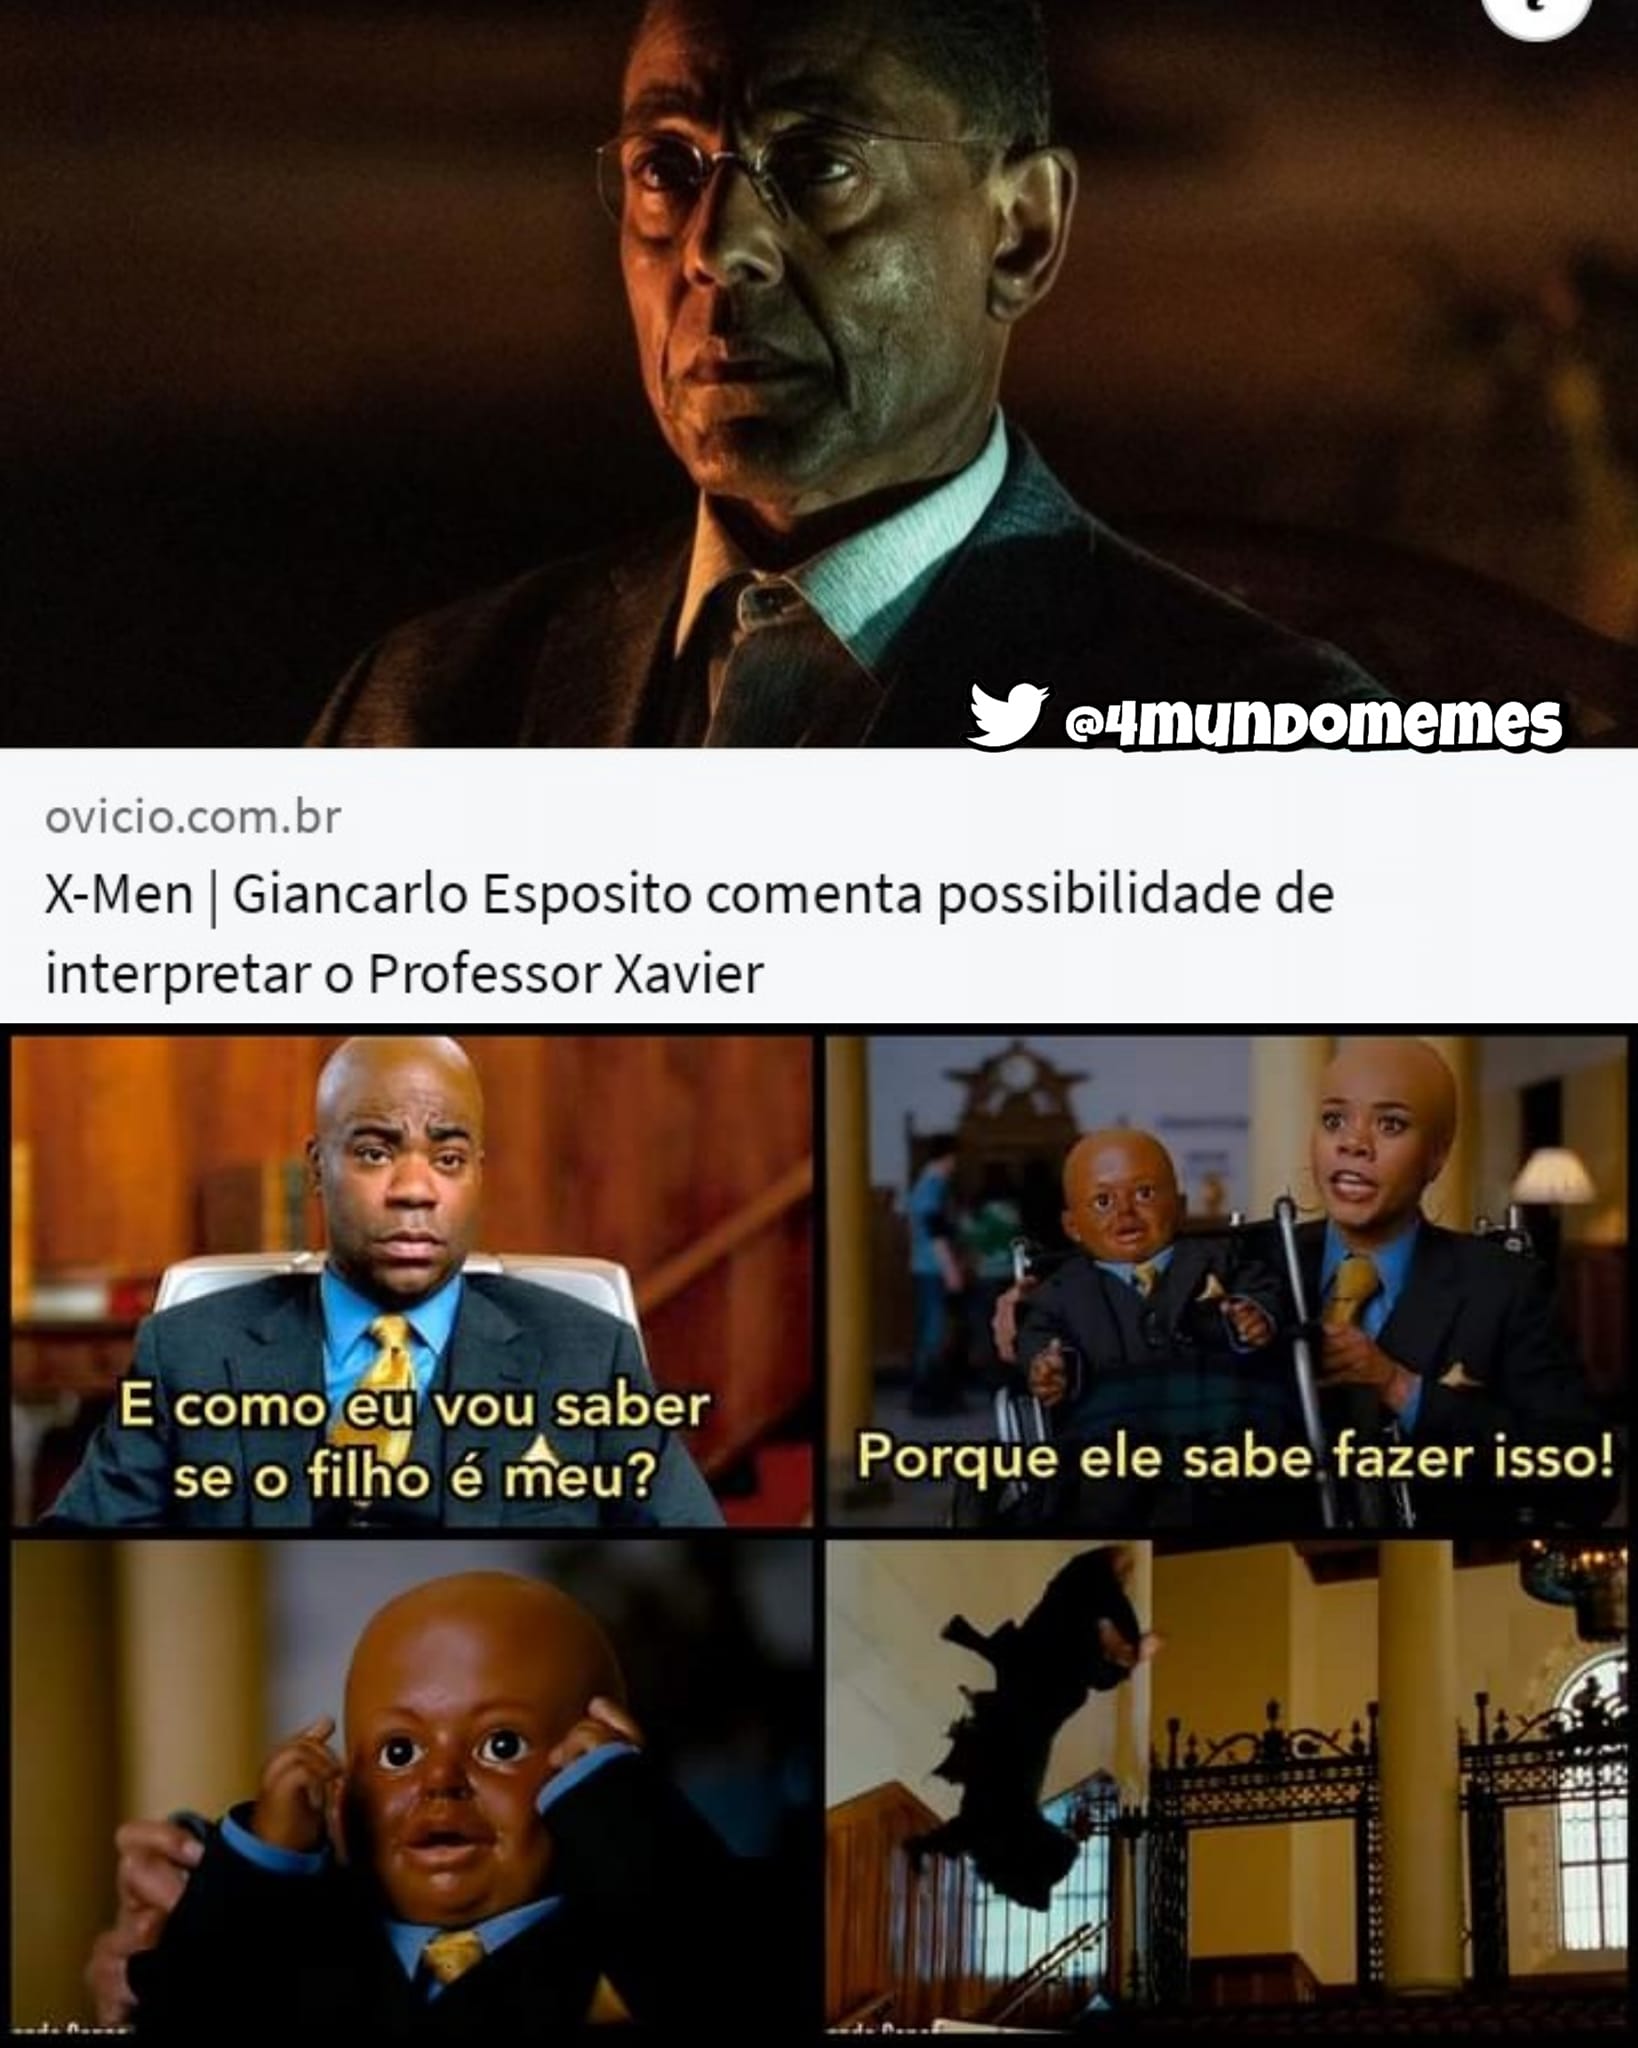 @4mundomemes
ovicio.com.br
X-Men | Giancarlo Esposito comenta possibilidade de
interpretar o Professor Xavier
E como eu vou saber
se o filho é meu?
Porque ele sabe fazer isso!